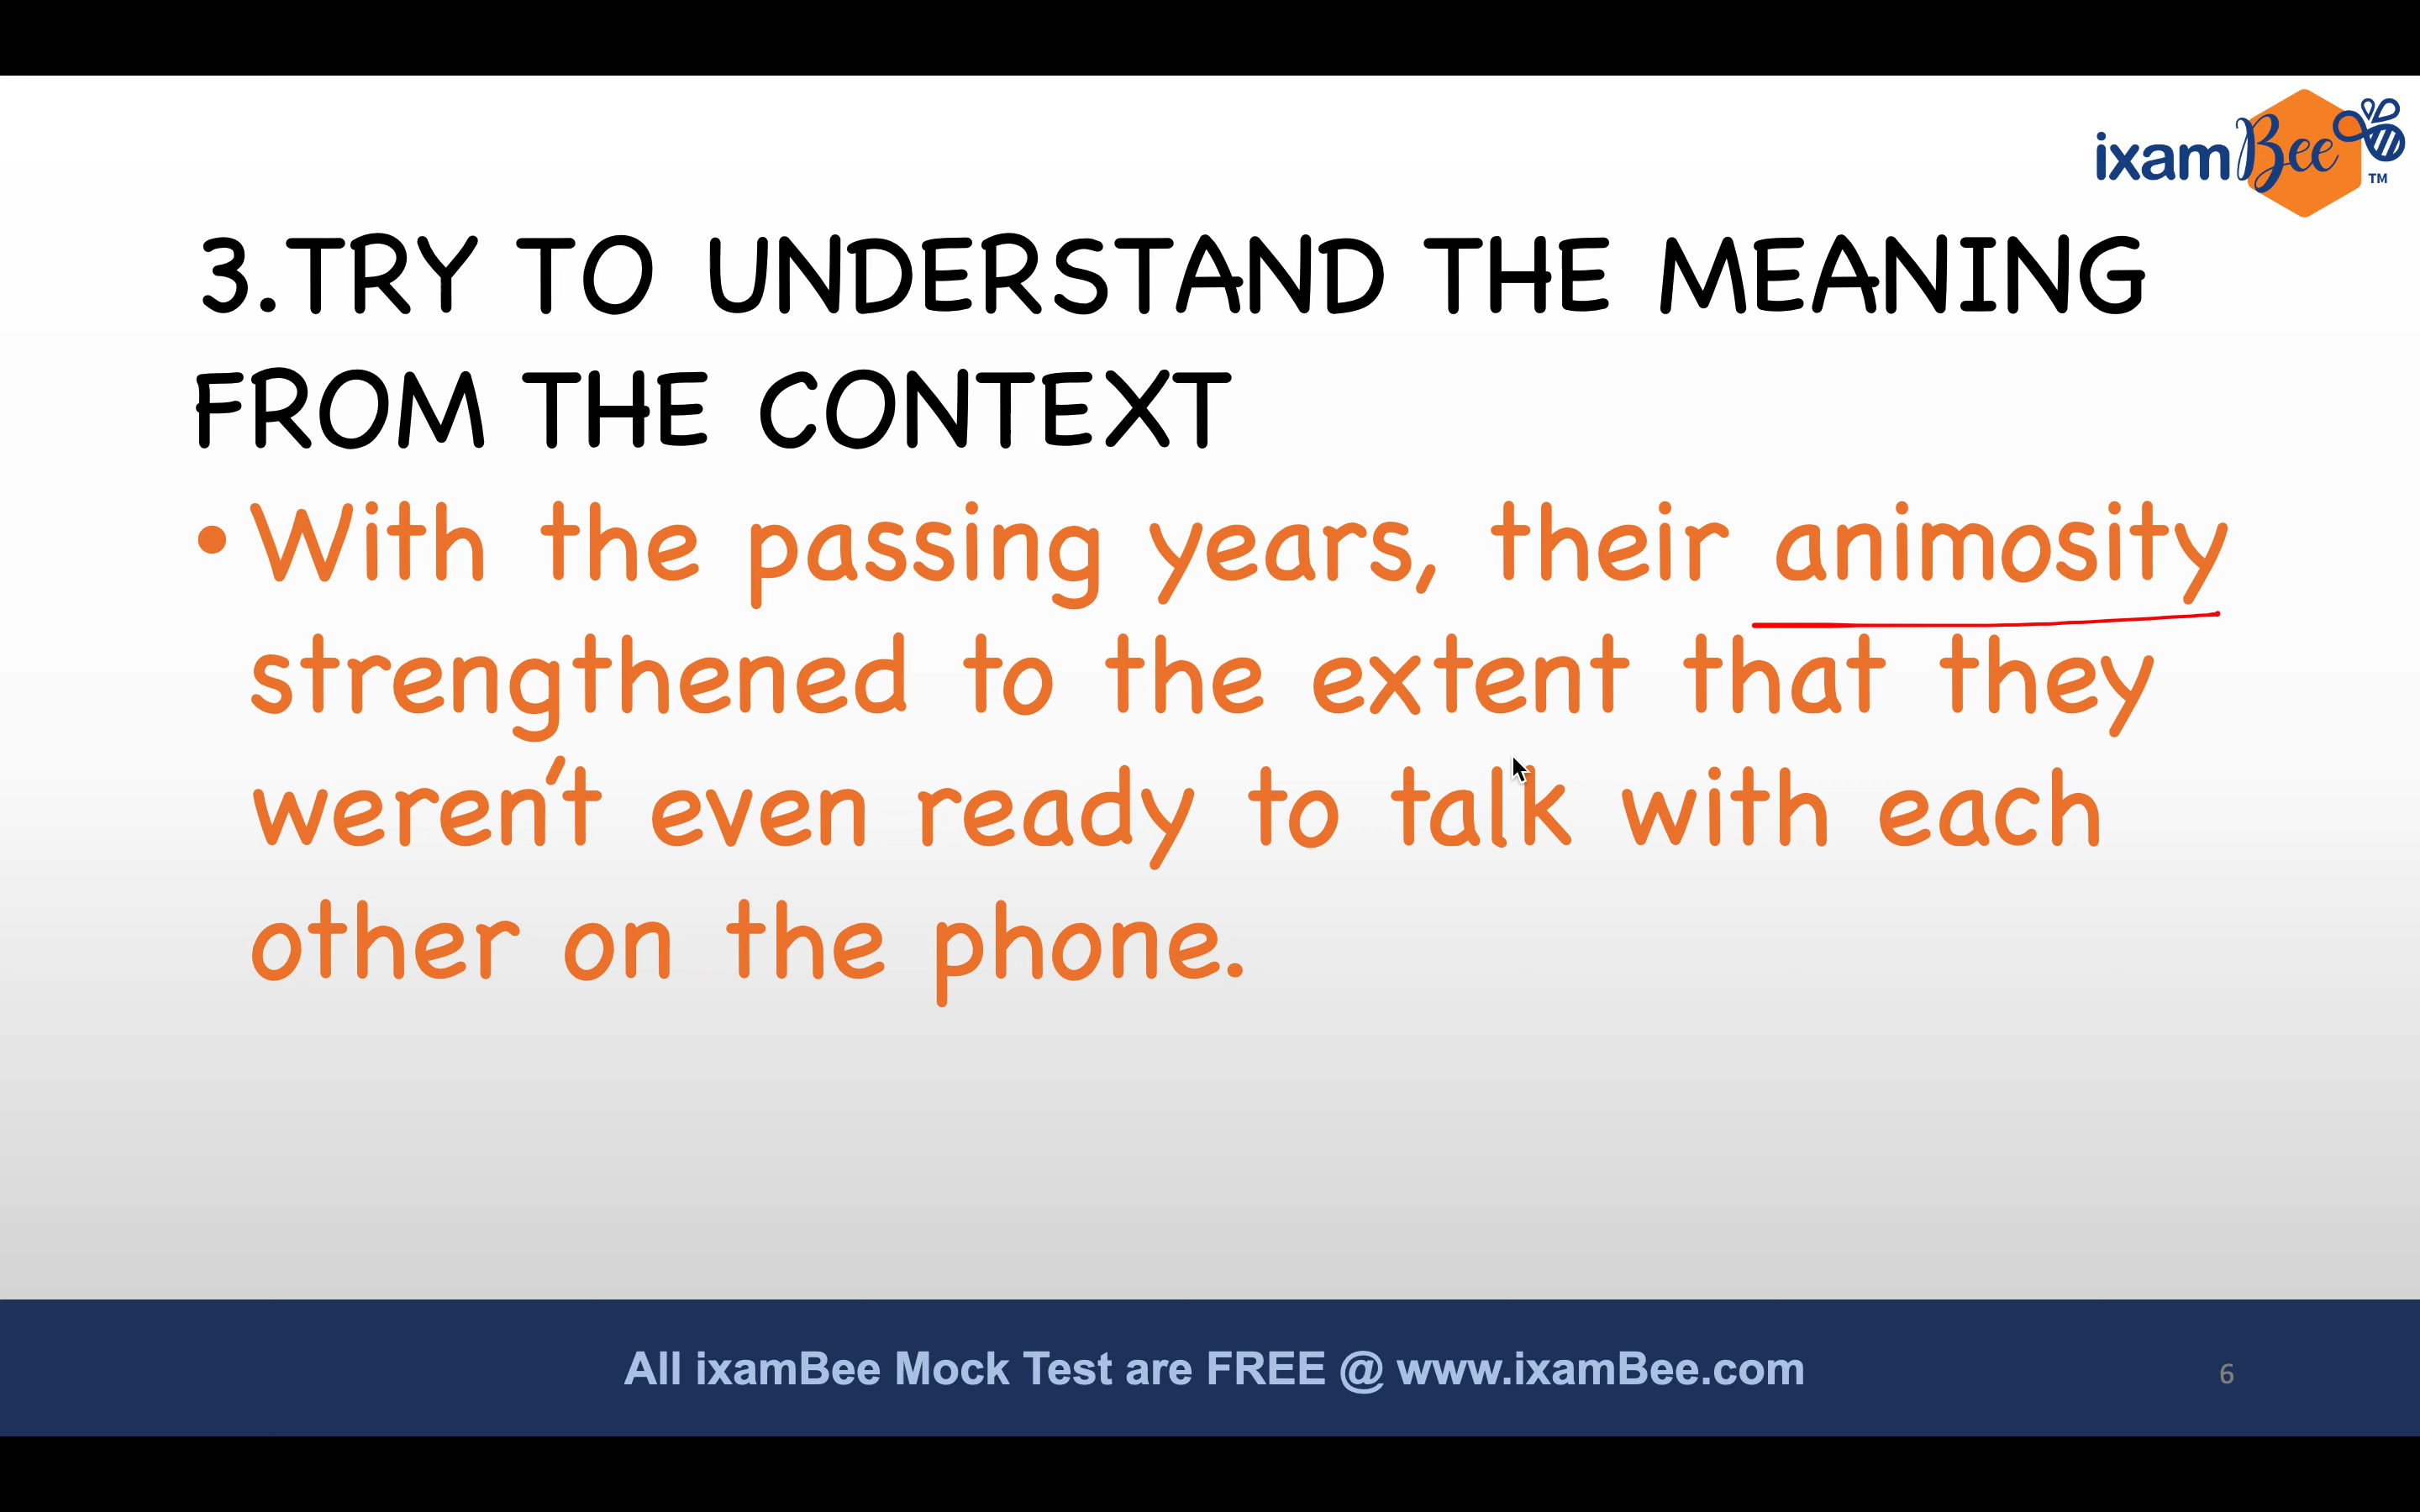 ixamBee TM
3.TRY TO UNDERSTAND THE MEANING
FROM THE CONTEXT
•With the passing years, their animosity
strengthened to the extent that they
weren't even ready to talk with each
other on the phone.
All ixamBee Mock Test are FREE @ www.ixamBee.com
6